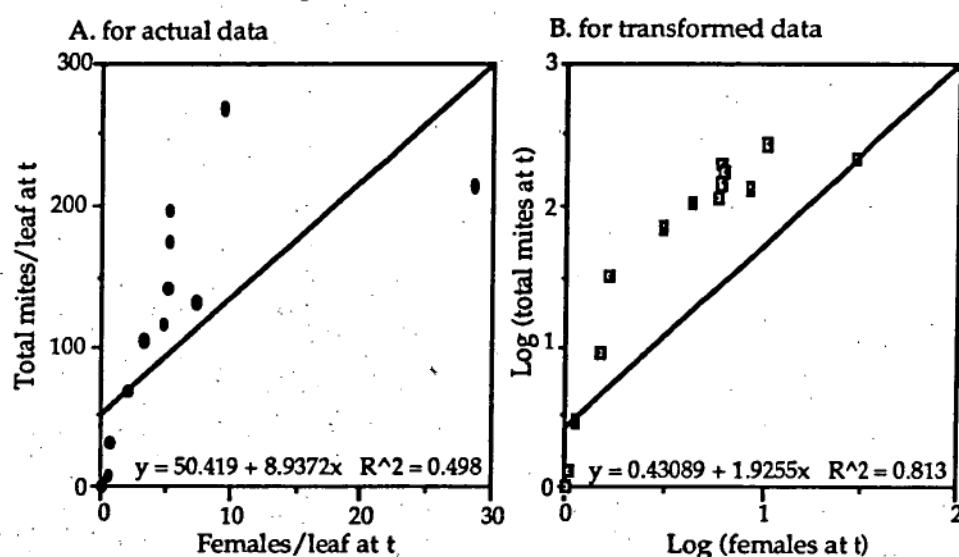 A. for actual data
300
200
100
0
Total mites/leaf at t
y = 50.419 + 8.9372x R^2 = 0.498
0
10
20
30
Females/leaf at t
B. for transformed data
3
2
1
0
Log (total mites at t)
y = 0.43089 + 1.9255x R^2 = 0.813
0
1
2
Log (females at t)